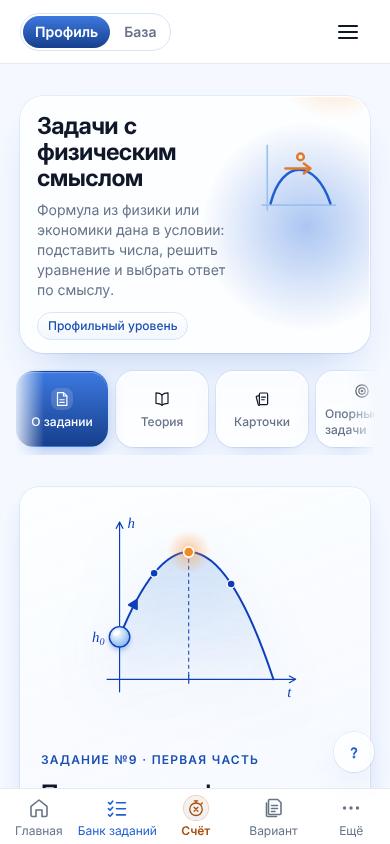 Профиль База
Задачи с
физическим
смыслом
Формула из физики или
экономики дана в условии:
подставить числа, решить
уравнение и выбрать ответ
по смыслу.
Профильный уровень
О задании
Теория
Карточки
Опорные
задачи
h
h₀
t
ЗАДАНИЕ №9 · ПЕРВАЯ ЧАСТЬ
?
Главная Банк заданий Счёт Вариант Ещё